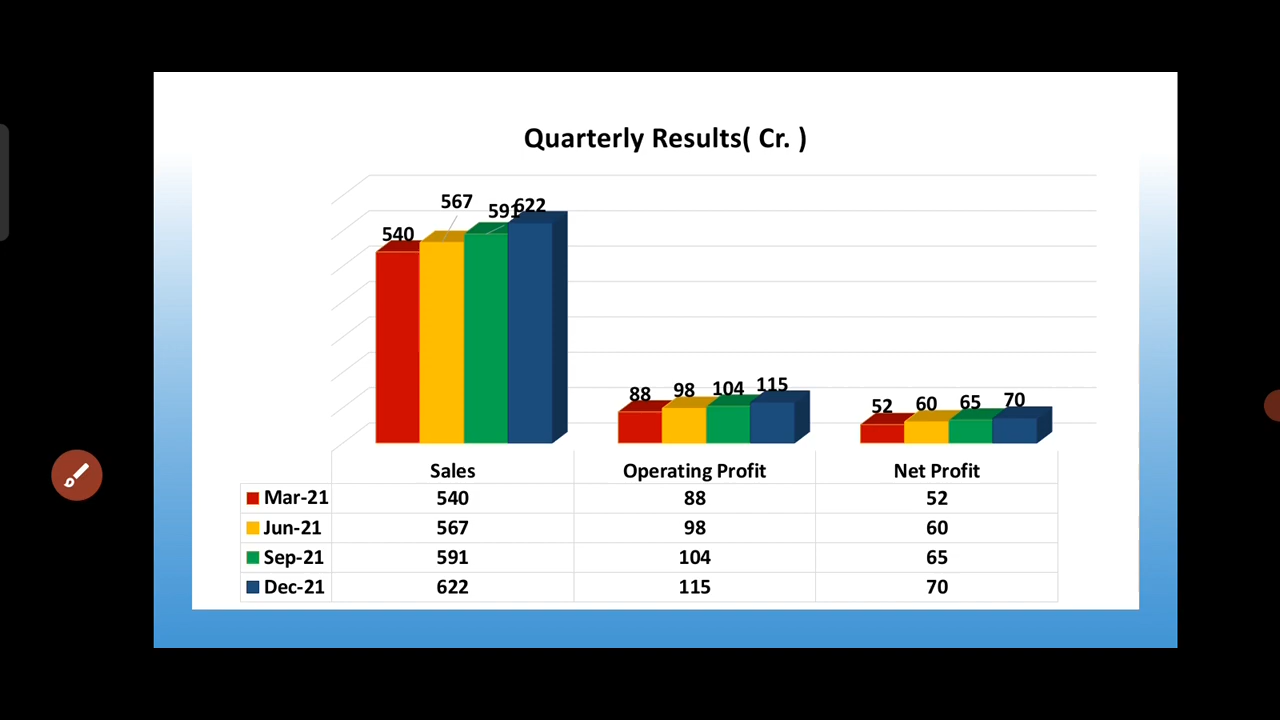 Quarterly Results( Cr. )
540 567 591 622
88 98 104 115
52 60 65 70
Sales Operating Profit Net Profit
Mar-21 540 88 52
Jun-21 567 98 60
Sep-21 591 104 65
Dec-21 622 115 70